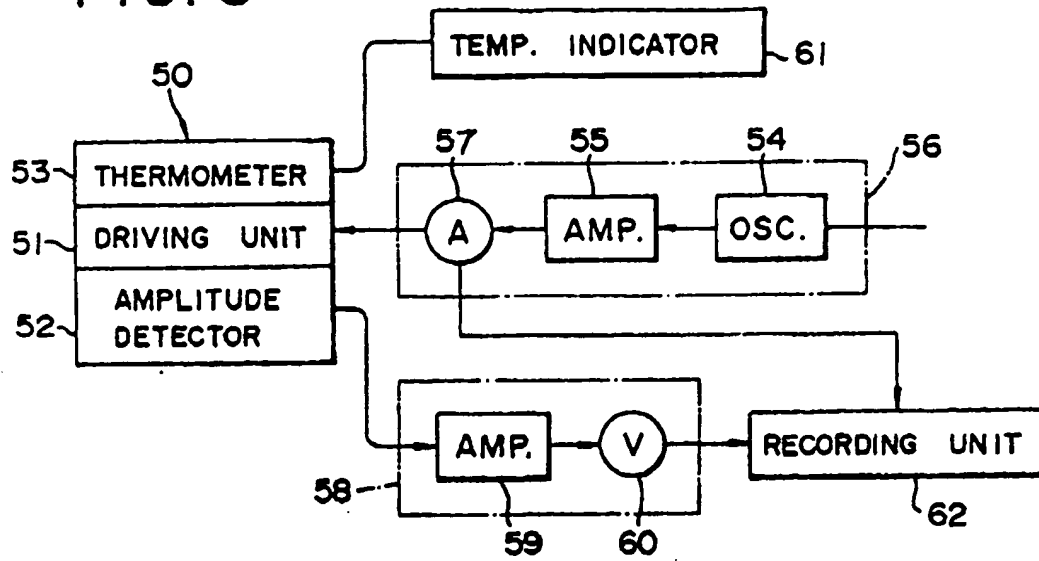 TEMP. INDICATOR
61
50
57
55
54
56
53
THERMOMETER
51
DRIVING UNIT
A
AMP.
OSC.
52
AMPLITUDE
DETECTOR
58
AMP.
V
RECORDING UNIT
59
60
62